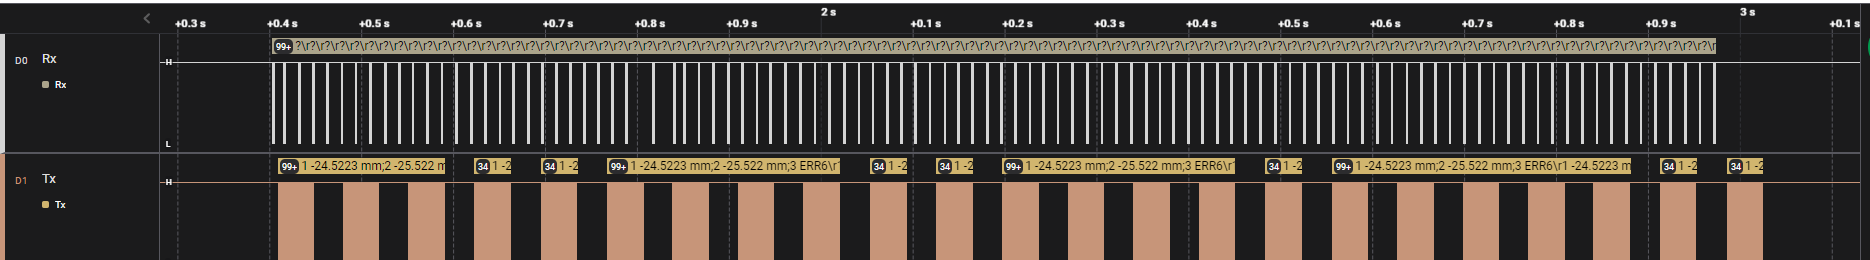 2 s 3 s
+0.3 s +0.4 s +0.5 s +0.6 s +0.7 s +0.8 s +0.9 s +0.1 s +0.2 s +0.3 s +0.4 s +0.5 s +0.6 s +0.7 s +0.8 s +0.9 s +0.1 s
99+ ?\r?\r?\r?\r?\r?\r?\r?\r?\r?\r?\r?\r?\r?\r?\r?\r?\r?\r?\r?\r?\r?\r?\r?\r?\r?\r?\r?\r?\r?\r?\r?\r?\r?\r?\r?\r?\r?\r?\r?\r?\r?\r?\r?\r?\r?\r?\r?\r?\r?\r?\r?\r?\r?\r?\r?\r?\r?\r?\r?\r?\r?\r?\r?\r?\r?\r?\r?\r?\r?\r?\r?\r?\r?\r?\r?\r?\r
D0 Rx H
Rx
L
99+ 1 -24.5223 mm;2 -25.522 m 34 1 -2 34 1 -2 99+ 1 -24.5223 mm;2 -25.522 mm;3 ERR6\r 34 1 -2 34 1 -2 99+ 1 -24.5223 mm;2 -25.522 mm;3 ERR6\r1 34 1 -2 99+ 1 -24.5223 mm;2 -25.522 mm;3 ERR6\r1 -24.5223 m 34 1 -2 34 1 -2
D1 Tx H
Tx